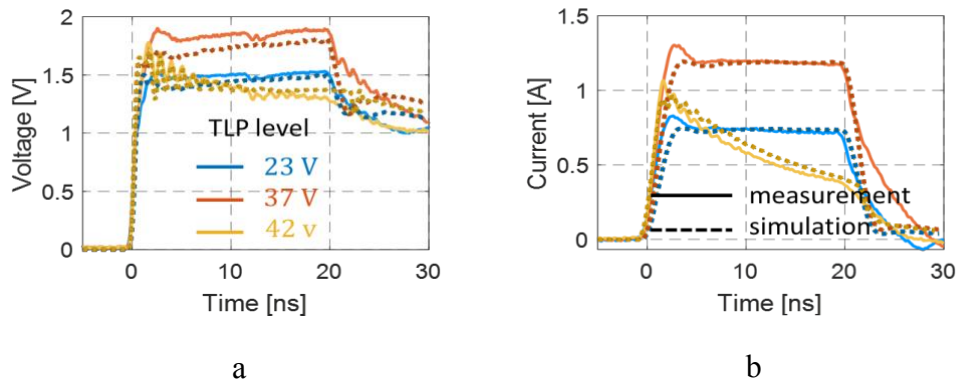 2
1.5
1
0.5
0
Voltage [V]
TLP level
23 V
37 V
42 v
0
10
20
30
Time [ns]
a
1.5
1
0.5
0
Current [A]
measurement
simulation
0
10
20
30
Time [ns]
b